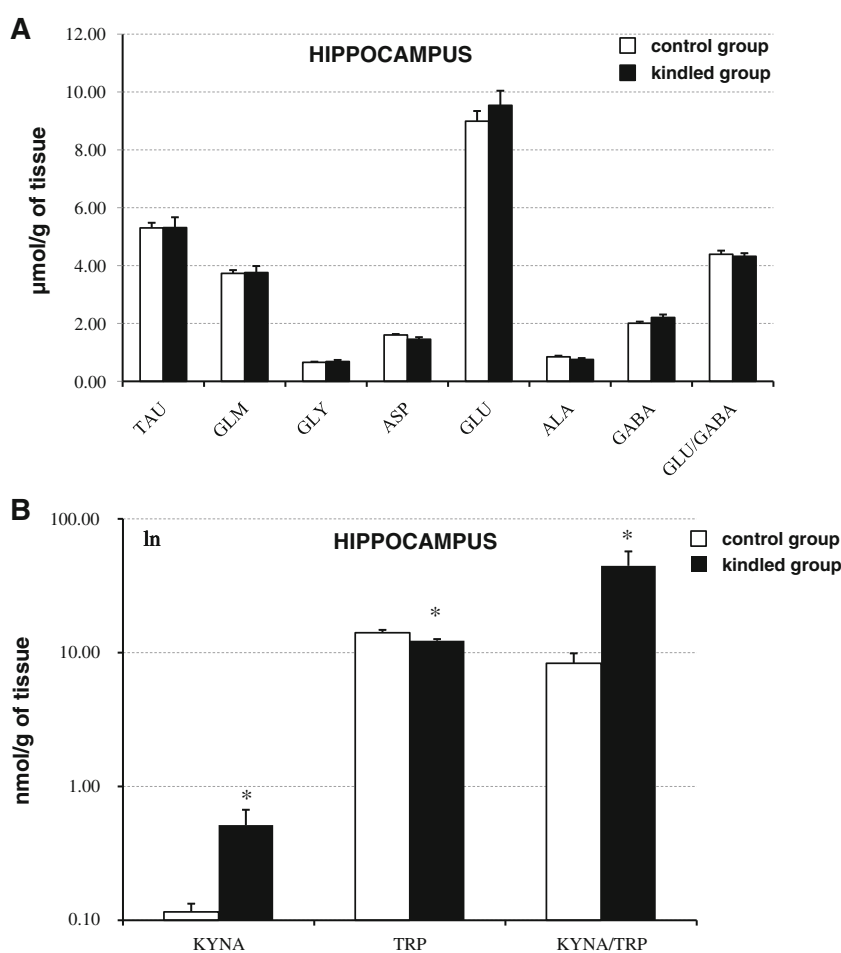 A
HIPPOCAMPUS
control group
kindled group
µmol/g of tissue
12.00
10.00
8.00
6.00
4.00
2.00
0.00
TAU
GLM
GLY
ASP
GLU
ALA
GABA
GLU/GABA
B
ln
HIPPOCAMPUS
control group
kindled group
nmol/g of tissue
100.00
10.00
1.00
0.10
*
*
*
KYNA
TRP
KYNA/TRP